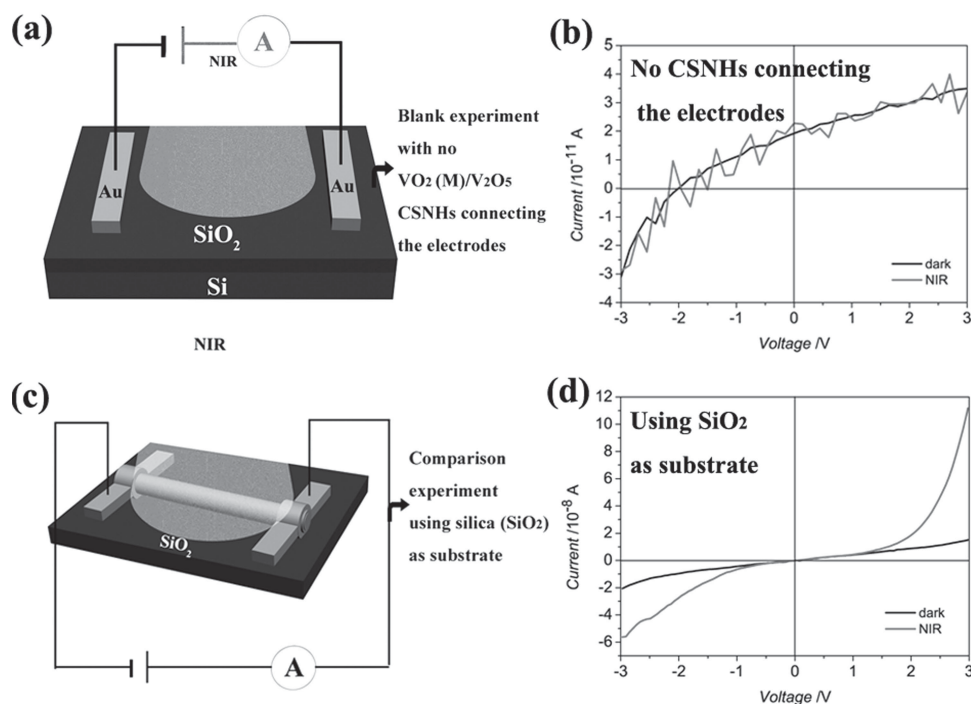 (a)
A
NIR
Au
Au
SiO2
Si
Blank experiment
with no
VO2 (M)/V2O5
CSNHs connecting
the electrodes
NIR
(b)
No CSNHs connecting
the electrodes
Current /10-11 A
4
3
2
1
0
-1
-2
-3
-4
dark
NIR
-3 -2 -1 0 1 2 3
Voltage /V
(c)
SiO2
A
Comparison
experiment
using silica (SiO2)
as substrate
(d)
Using SiO2
as substrate
Current /10-8 A
12
10
8
6
4
2
0
-2
-4
-6
dark
NIR
-3 -2 -1 0 1 2 3
Voltage /V